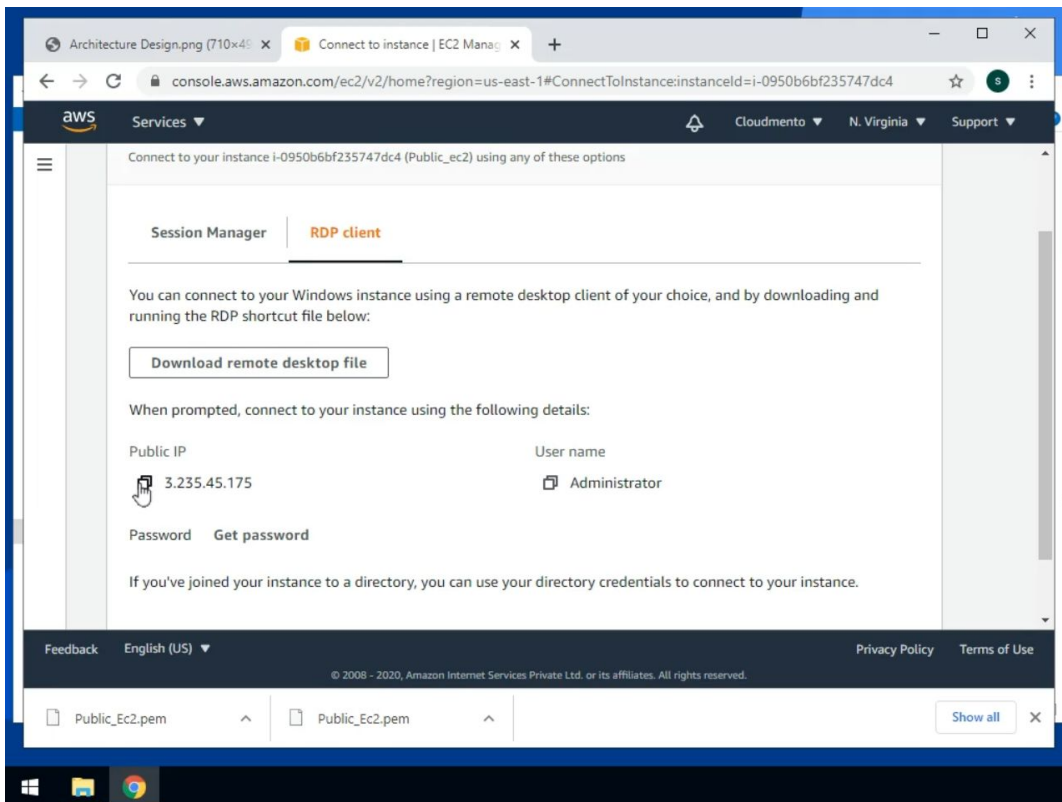 Architecture Design.png (710×49
Connect to instance | EC2 Manag
console.aws.amazon.com/ec2/v2/home?region=us-east-1#ConnectToInstance:instanceId=i-0950b6bf235747dc4
S
aws Services Cloudmento N. Virginia Support
Connect to your instance i-0950b6bf235747dc4 (Public_ec2) using any of these options
Session Manager RDP client
You can connect to your Windows instance using a remote desktop client of your choice, and by downloading and
running the RDP shortcut file below:
Download remote desktop file
When prompted, connect to your instance using the following details:
Public IP User name
3.235.45.175 Administrator
Password Get password
If you've joined your instance to a directory, you can use your directory credentials to connect to your instance.
Feedback English (US) Privacy Policy Terms of Use
© 2008 - 2020, Amazon Internet Services Private Ltd. or its affiliates. All rights reserved.
Public_Ec2.pem Public_Ec2.pem Show all